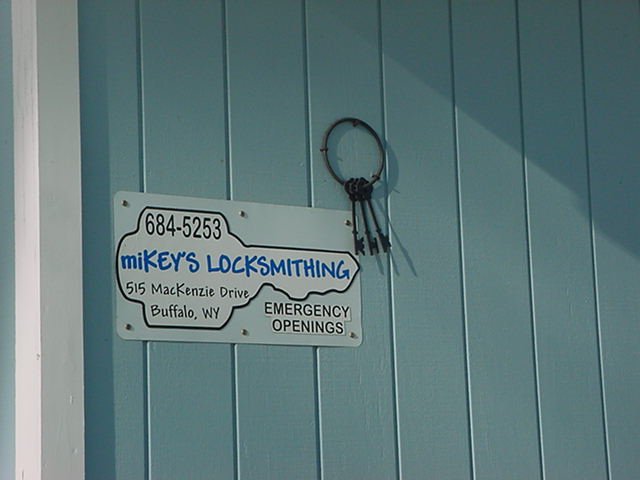 684-5253
miKEY'S LOCKSMITHING
515 MacKenzie Drive
Buffalo, WY
EMERGENCY
OPENINGS